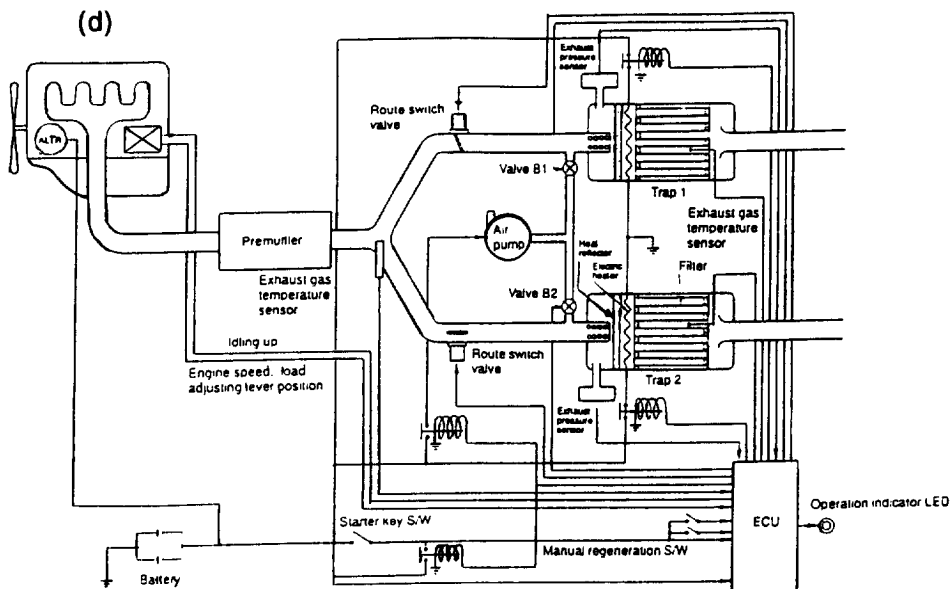 (d)
ALTR
Premufller
Exhaust gas
temperature
sensor
Idling up
Engine speed. load
adjusting lever position
Route switch
valve
Exhaust
pressure
sensor
Valve B1
Air
pump
Valve B2
Heat
reflector
Electric
heater
Trap 1
Exhaust gas
temperature
sensor
Filter
Route switch
valve
Trap 2
Exhaust
pressure
sensor
Starter key S/W
Manual regeneration S/W
Battery
ECU
Operation indicator LED